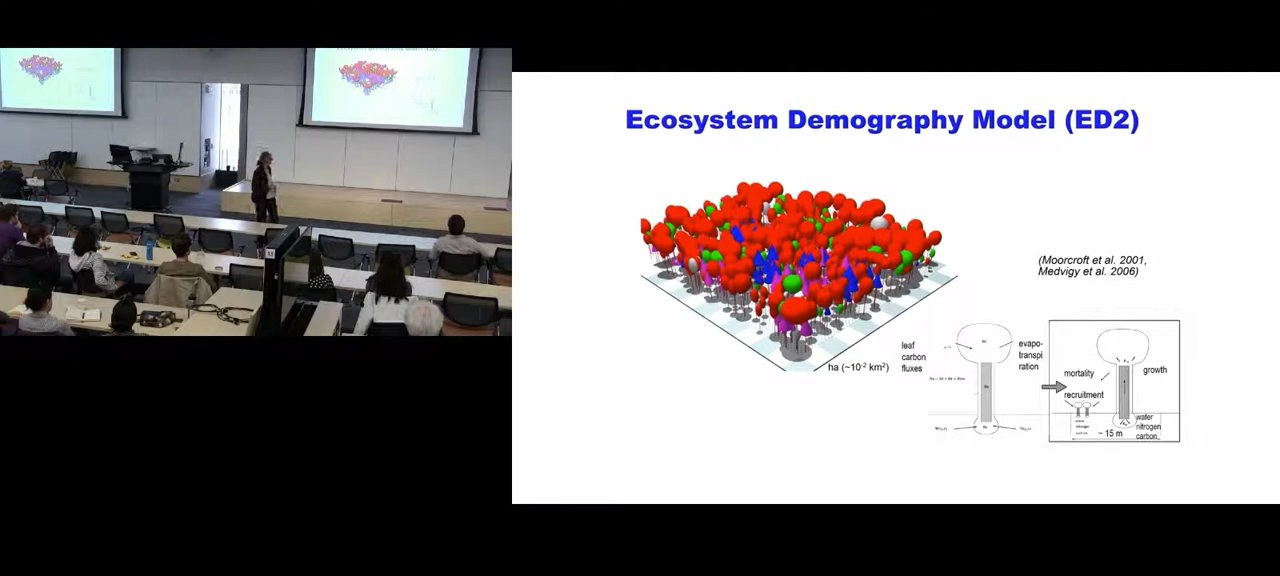 Ecosystem Demography Model (ED2)
(Moorcroft et al. 2001,
Medvigy et al. 2006)
ha (~10⁻² km²)
leaf
carbon
fluxes
evapo-
transpi
ration
mortality
growth
recruitment
water
nitrogen
carbon
~ 15 m